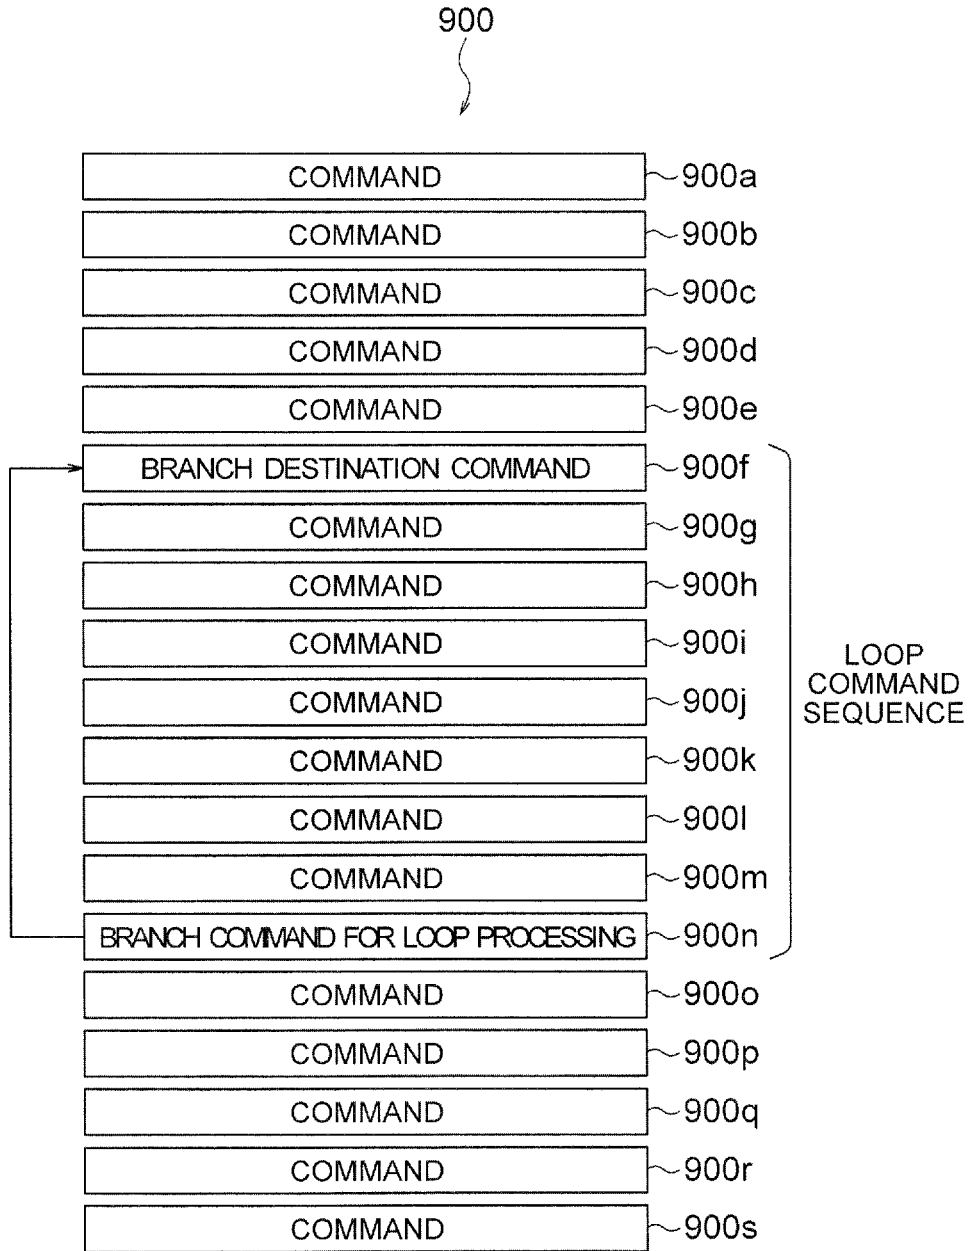 900
COMMAND 900a
COMMAND 900b
COMMAND 900c
COMMAND 900d
COMMAND 900e
BRANCH DESTINATION COMMAND 900f
COMMAND 900g
COMMAND 900h
COMMAND 900i
LOOP
COMMAND
SEQUENCE
COMMAND 900j
COMMAND 900k
COMMAND 900l
COMMAND 900m
BRANCH COMMAND FOR LOOP PROCESSING 900n
COMMAND 900o
COMMAND 900p
COMMAND 900q
COMMAND 900r
COMMAND 900s